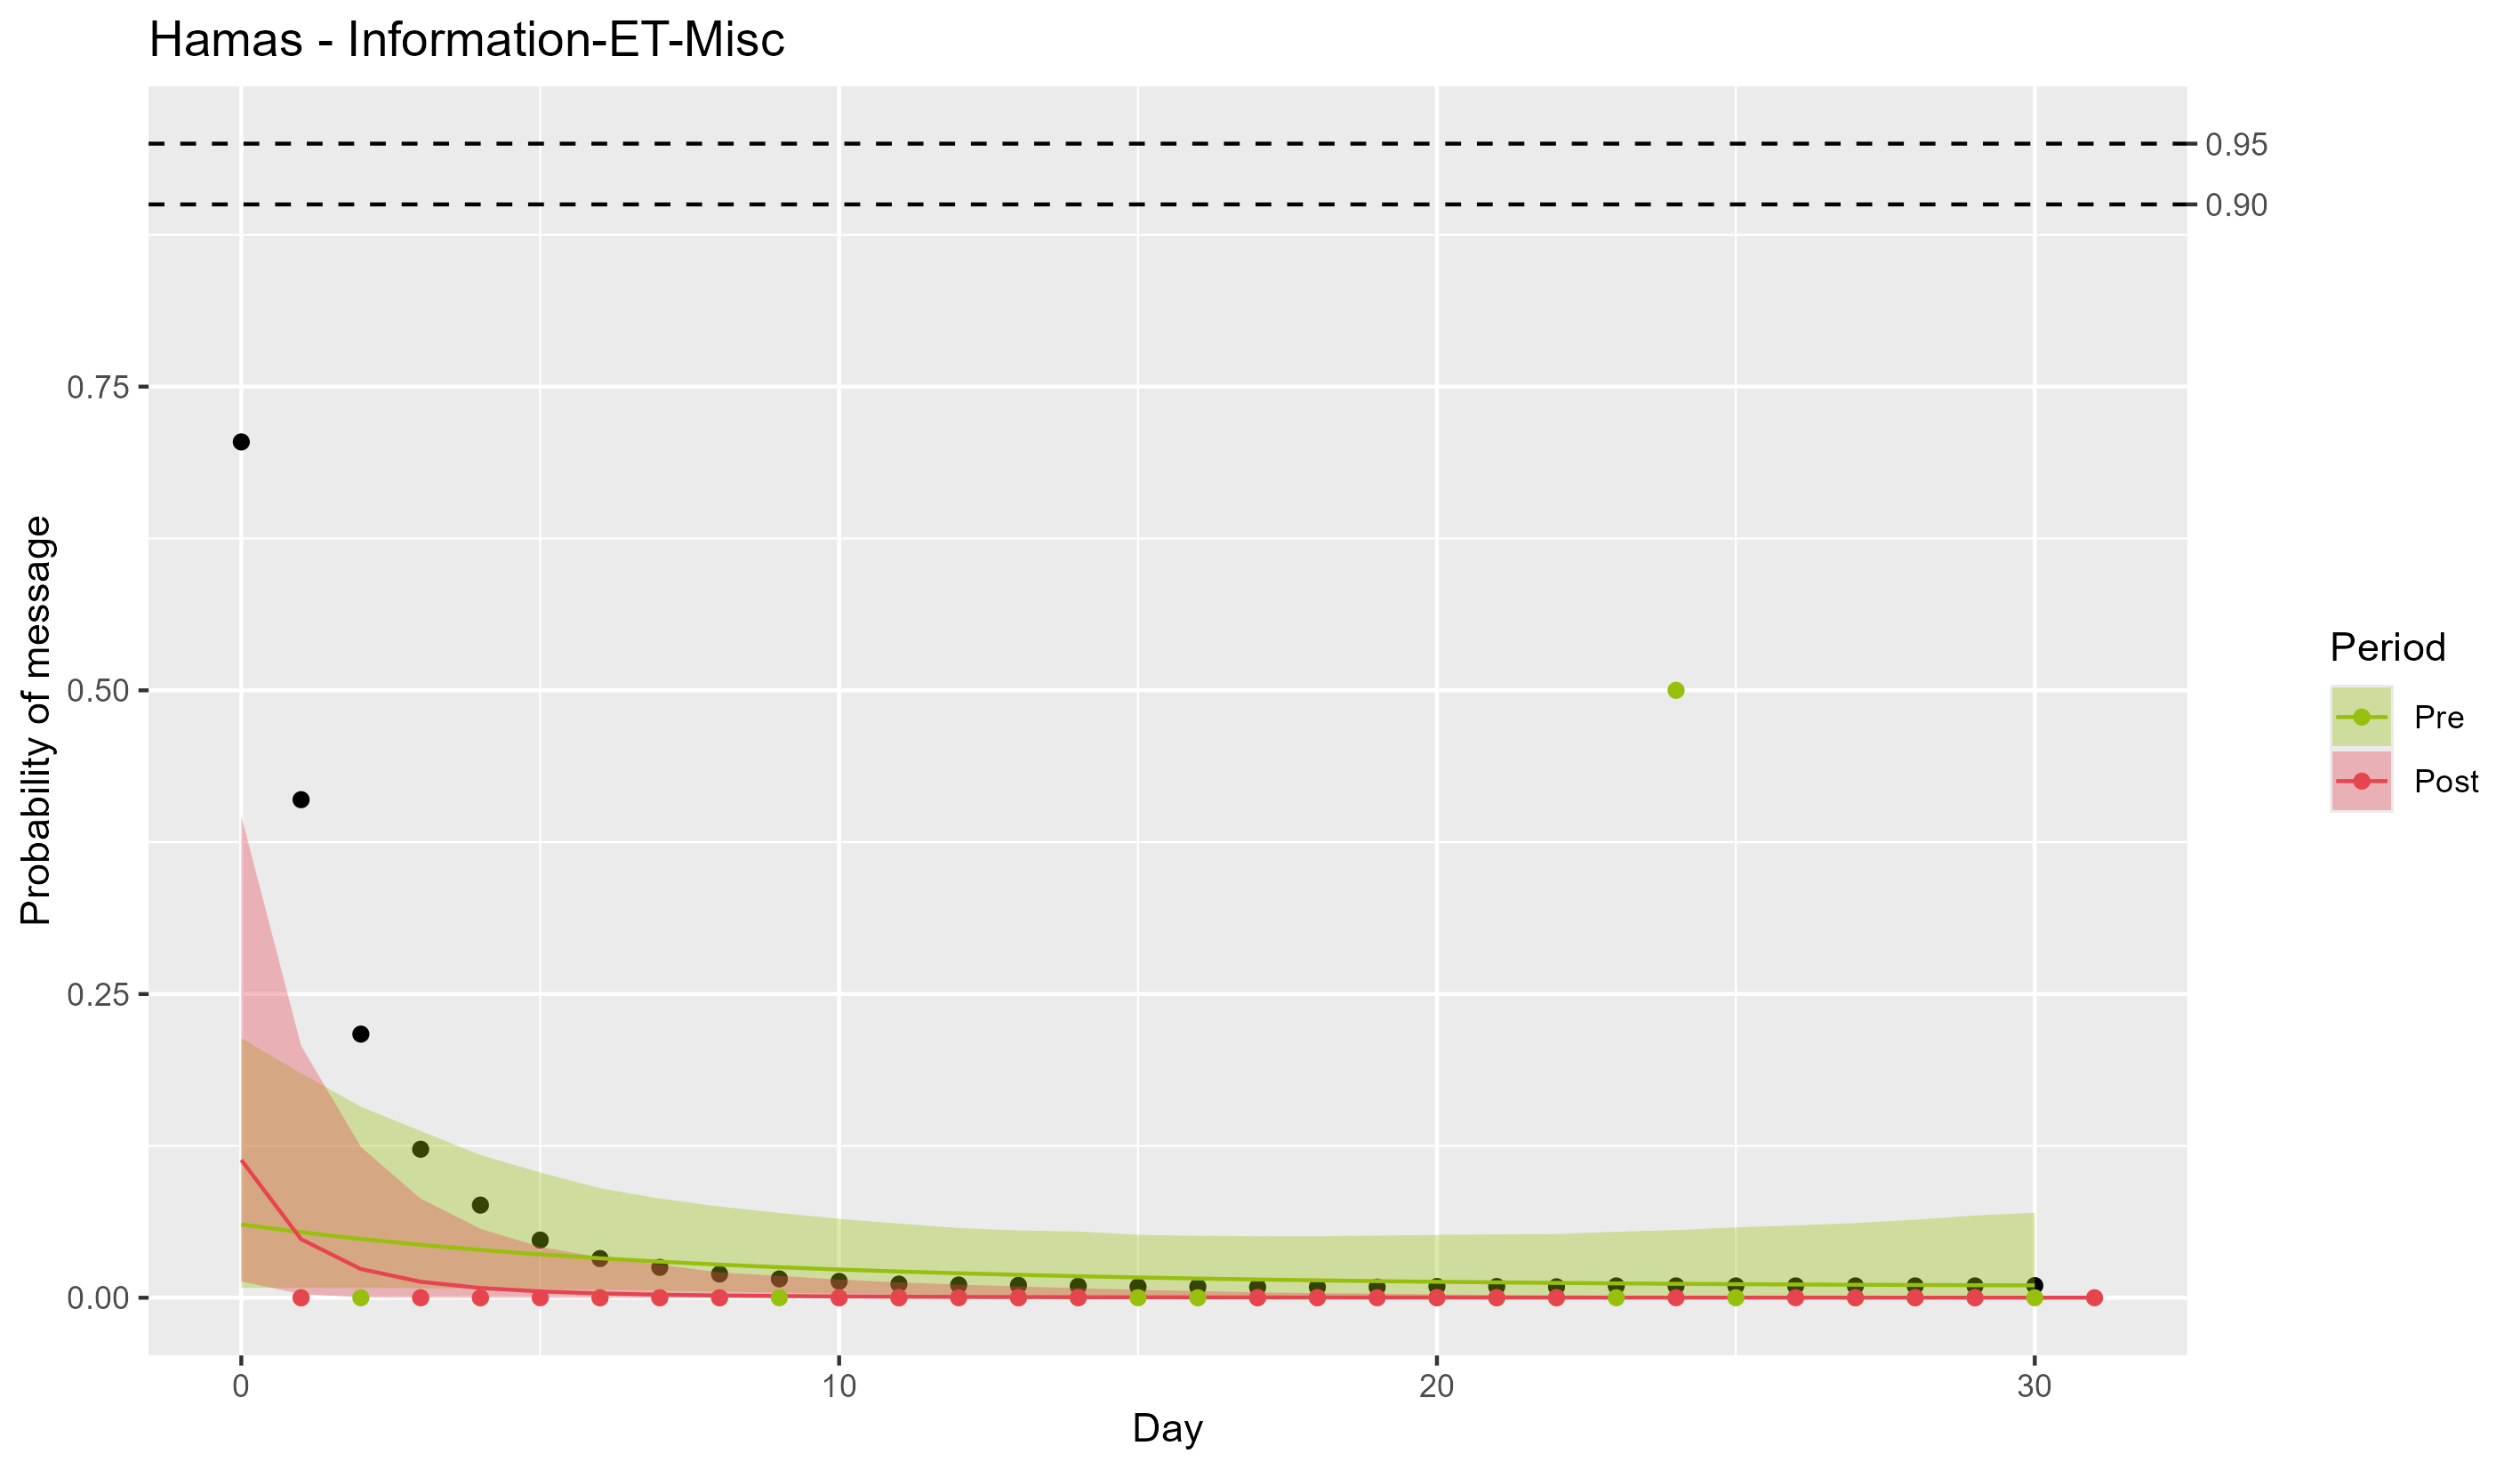 Hamas - Information-ET-Misc
Probability of message
0.75
0.50
0.25
0.00
0.95
0.90
0
10
20
30
Day
Period
Pre
Post